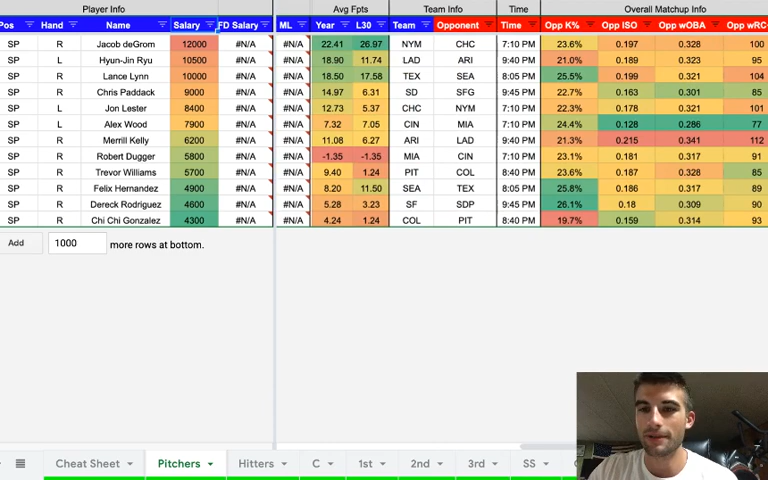 Player Info Avg Fpts Team Info Time Overall Matchup Info
Pos Hand Name Salary FD Salary ML Year L30 Team Opponent Time Opp K% Opp ISO Opp wOBA Opp wRC+
SP R Jacob deGrom 12000 #N/A #N/A 22.41 26.97 NYM CHC 7:10 PM 23.6% 0.197 0.328 100
SP L Hyun-Jin Ryu 10500 #N/A #N/A 18.90 11.74 LAD ARI 9:40 PM 21.0% 0.189 0.323 95
SP R Lance Lynn 10000 #N/A #N/A 18.50 17.58 TEX SEA 8:05 PM 25.5% 0.199 0.321 104
SP R Chris Paddack 9000 #N/A #N/A 14.97 6.31 SD SFG 9:45 PM 22.7% 0.163 0.301 85
SP L Jon Lester 8400 #N/A #N/A 12.73 5.37 CHC NYM 7:10 PM 22.3% 0.178 0.321 101
SP L Alex Wood 7900 #N/A #N/A 7.32 7.05 CIN MIA 7:10 PM 24.4% 0.128 0.286 77
SP R Merrill Kelly 6200 #N/A #N/A 11.08 6.27 ARI LAD 9:40 PM 21.3% 0.215 0.341 112
SP R Robert Dugger 5800 #N/A #N/A -1.35 -1.35 MIA CIN 7:10 PM 23.1% 0.181 0.317 91
SP R Trevor Williams 5700 #N/A #N/A 9.40 1.24 PIT COL 8:40 PM 23.6% 0.187 0.328 85
SP R Felix Hernandez 4900 #N/A #N/A 8.20 11.50 SEA TEX 8:05 PM 25.8% 0.186 0.317 89
SP R Dereck Rodriguez 4600 #N/A #N/A 5.28 3.23 SF SDP 9:45 PM 26.1% 0.18 0.309 90
SP R Chi Chi Gonzalez 4300 #N/A #N/A 4.24 1.24 COL PIT 8:40 PM 19.7% 0.159 0.314 93
Add 1000 more rows at bottom.
Cheat Sheet Pitchers Hitters C 1st 2nd 3rd SS